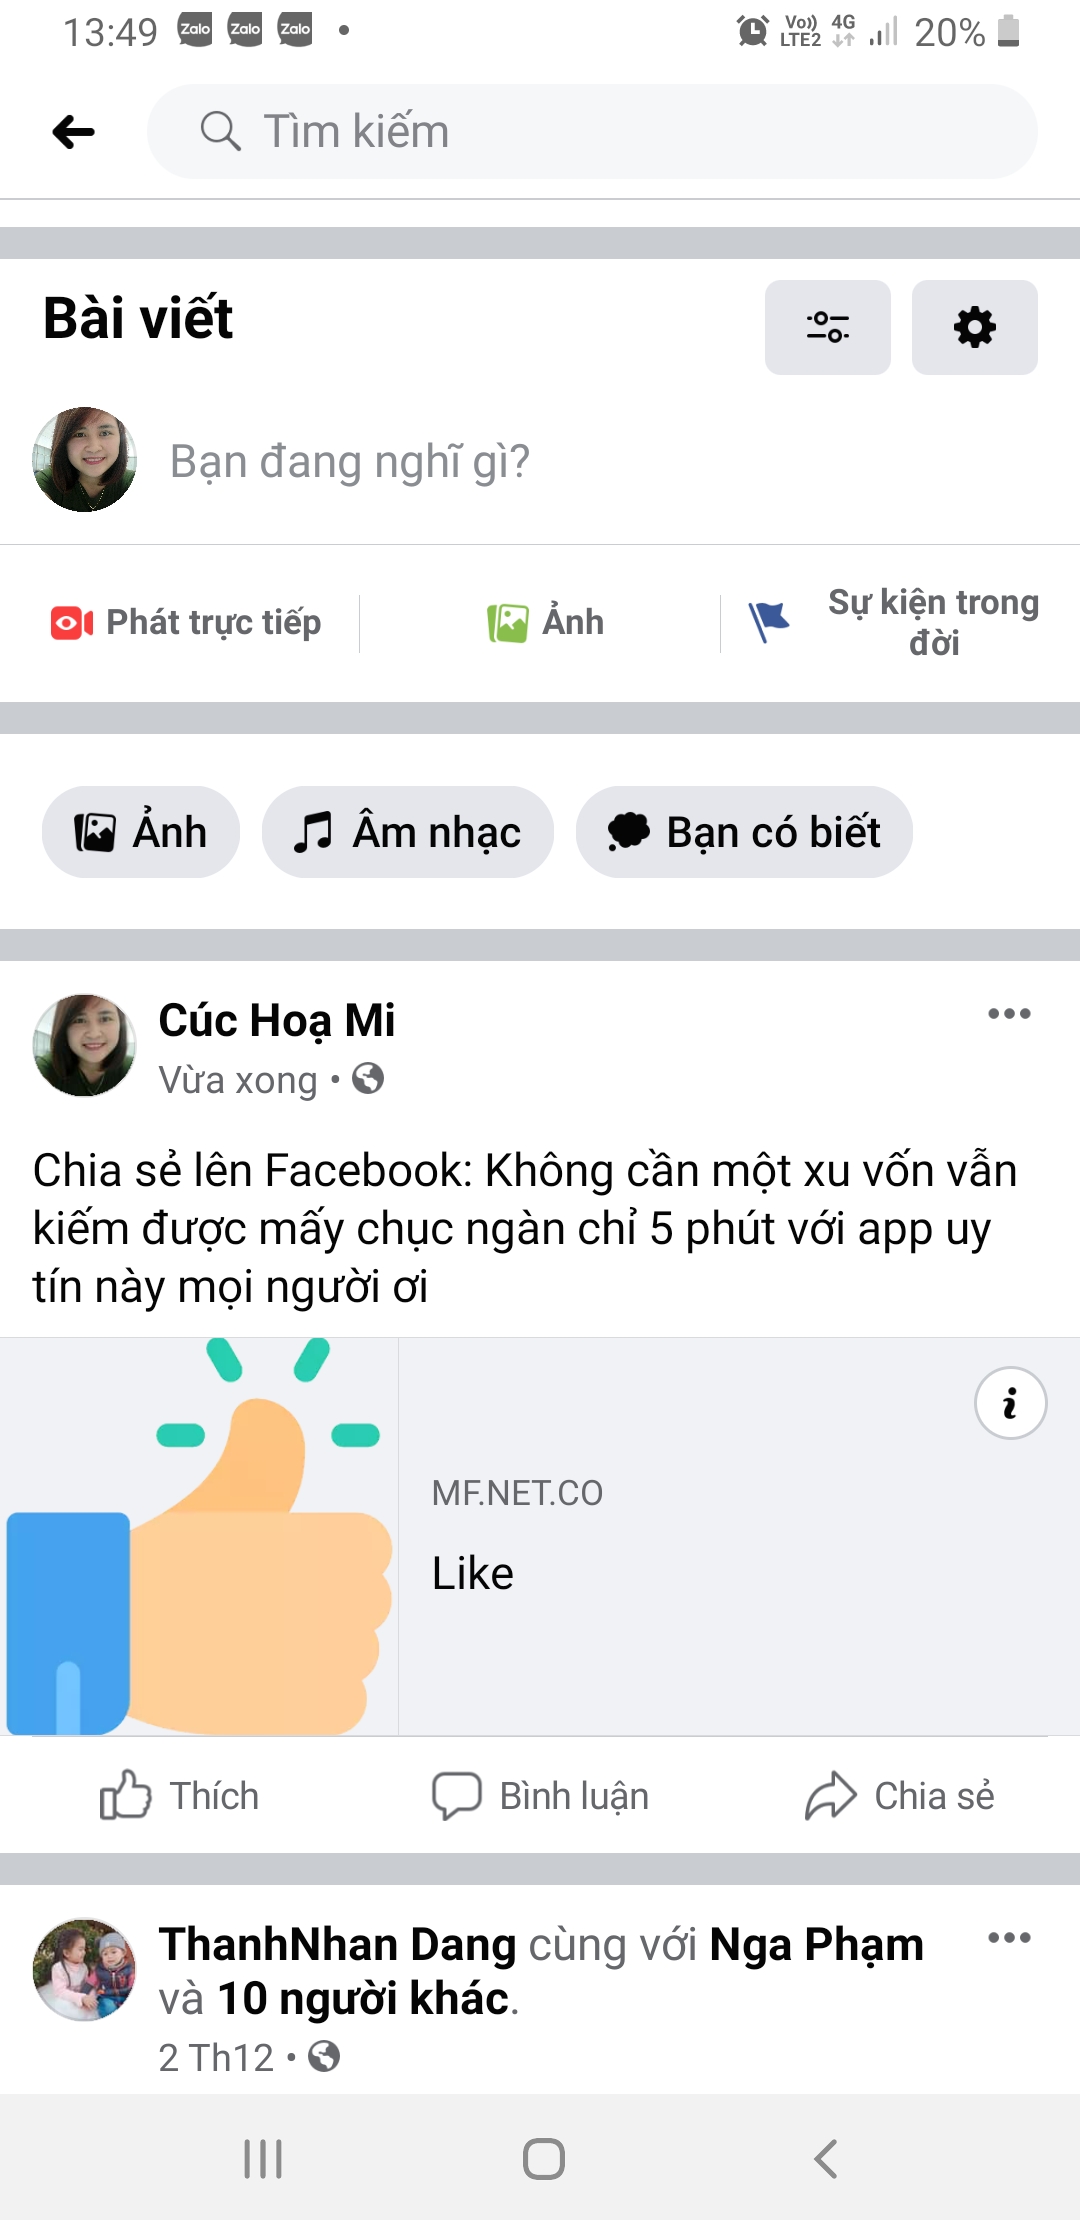 13:49 Zalo Zalo Zalo • Vo)) LTE2 4G 20%
Tìm kiếm
Bài viết
Bạn đang nghĩ gì?
Phát trực tiếp
Ảnh
Sự kiện trong
đời
Ảnh
Âm nhạc
Bạn có biết
Cúc Hoạ Mi
Vừa xong •
Chia sẻ lên Facebook: Không cần một xu vốn vẫn
kiếm được mấy chục ngàn chỉ 5 phút với app uy
tín này mọi người ơi
MF.NET.CO
Like
Thích
Bình luận
Chia sẻ
ThanhNhan Dang cùng với Nga Phạm
và 10 người khác.
2 Th12 •